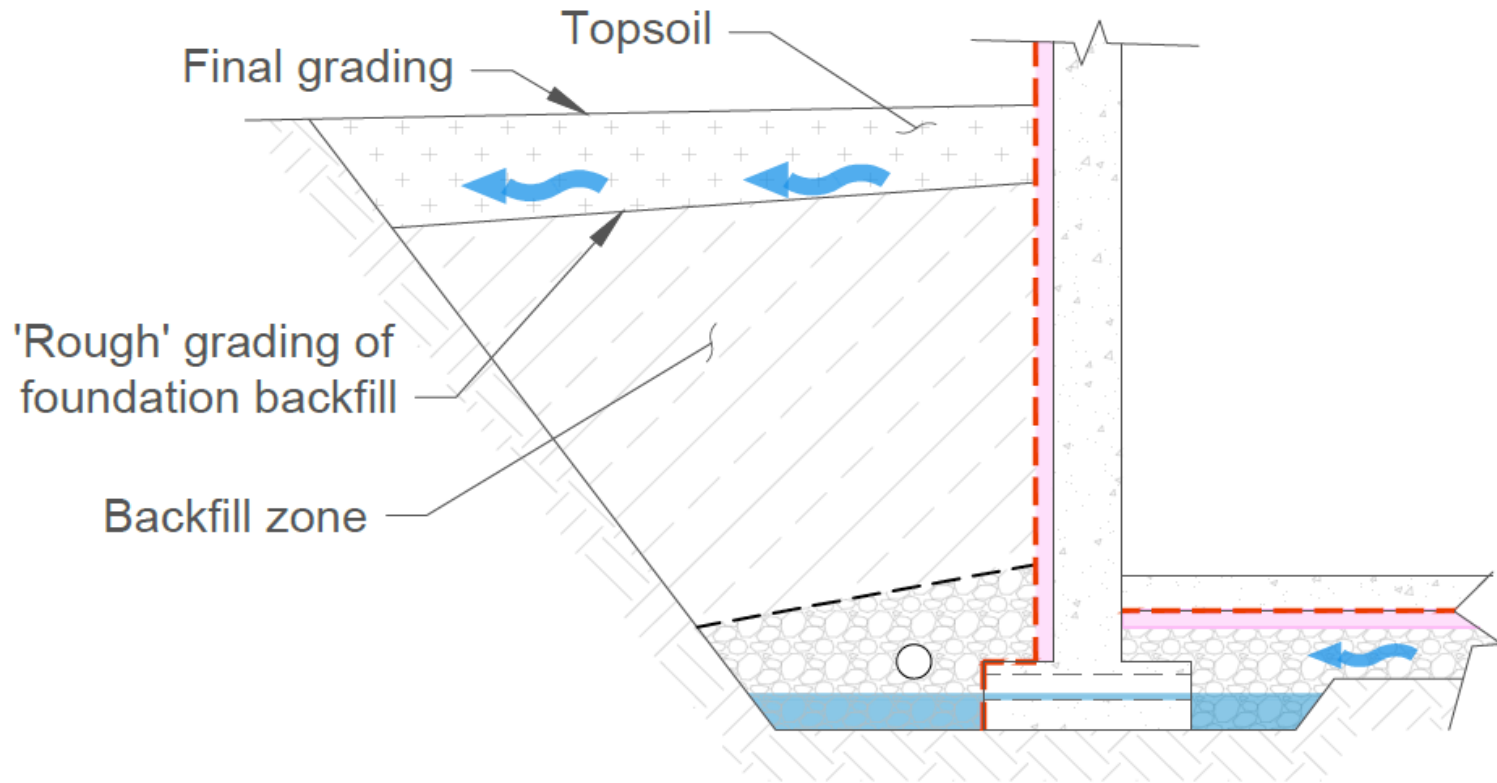 Topsoil
Final grading
'Rough' grading of
foundation backfill
Backfill zone